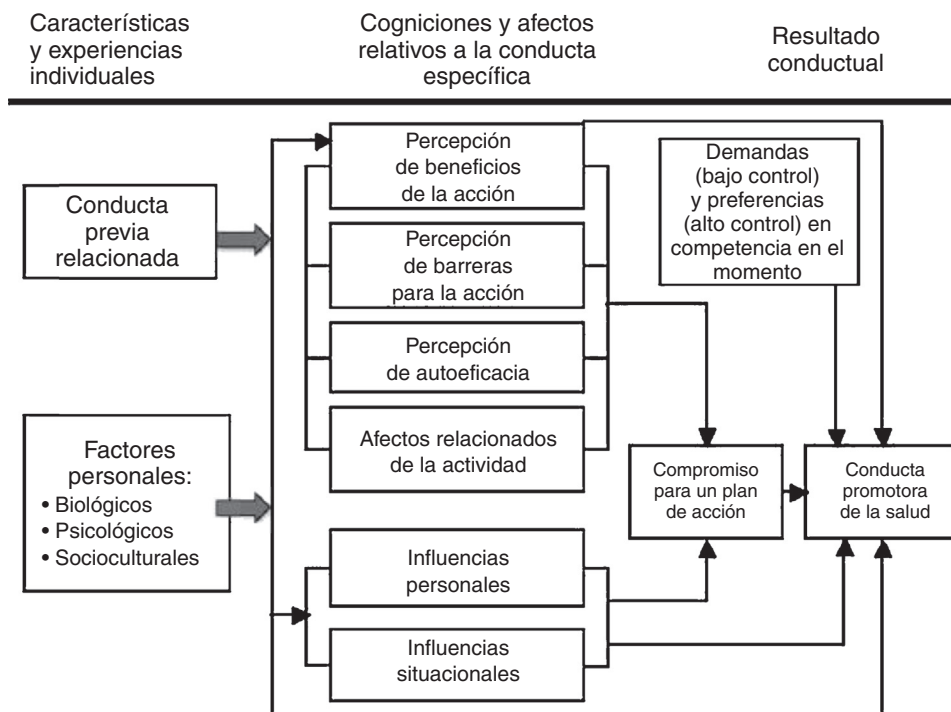 Características
y experiencias
individuales
Cogniciones y afectos
relativos a la conducta
específica
Resultado
conductual
Conducta
previa
relacionada
Factores
personales:
• Biológicos
• Psicológicos
• Socioculturales
Percepción
de beneficios
de la acción
Percepción
de barreras
para la acción
Percepción
de autoeficacia
Afectos relacionados
de la actividad
Influencias
personales
Influencias
situacionales
Demandas
(bajo control)
y preferencias
(alto control) en
competencia en el
momento
Compromiso
para un plan
de acción
Conducta
promotora
de la salud